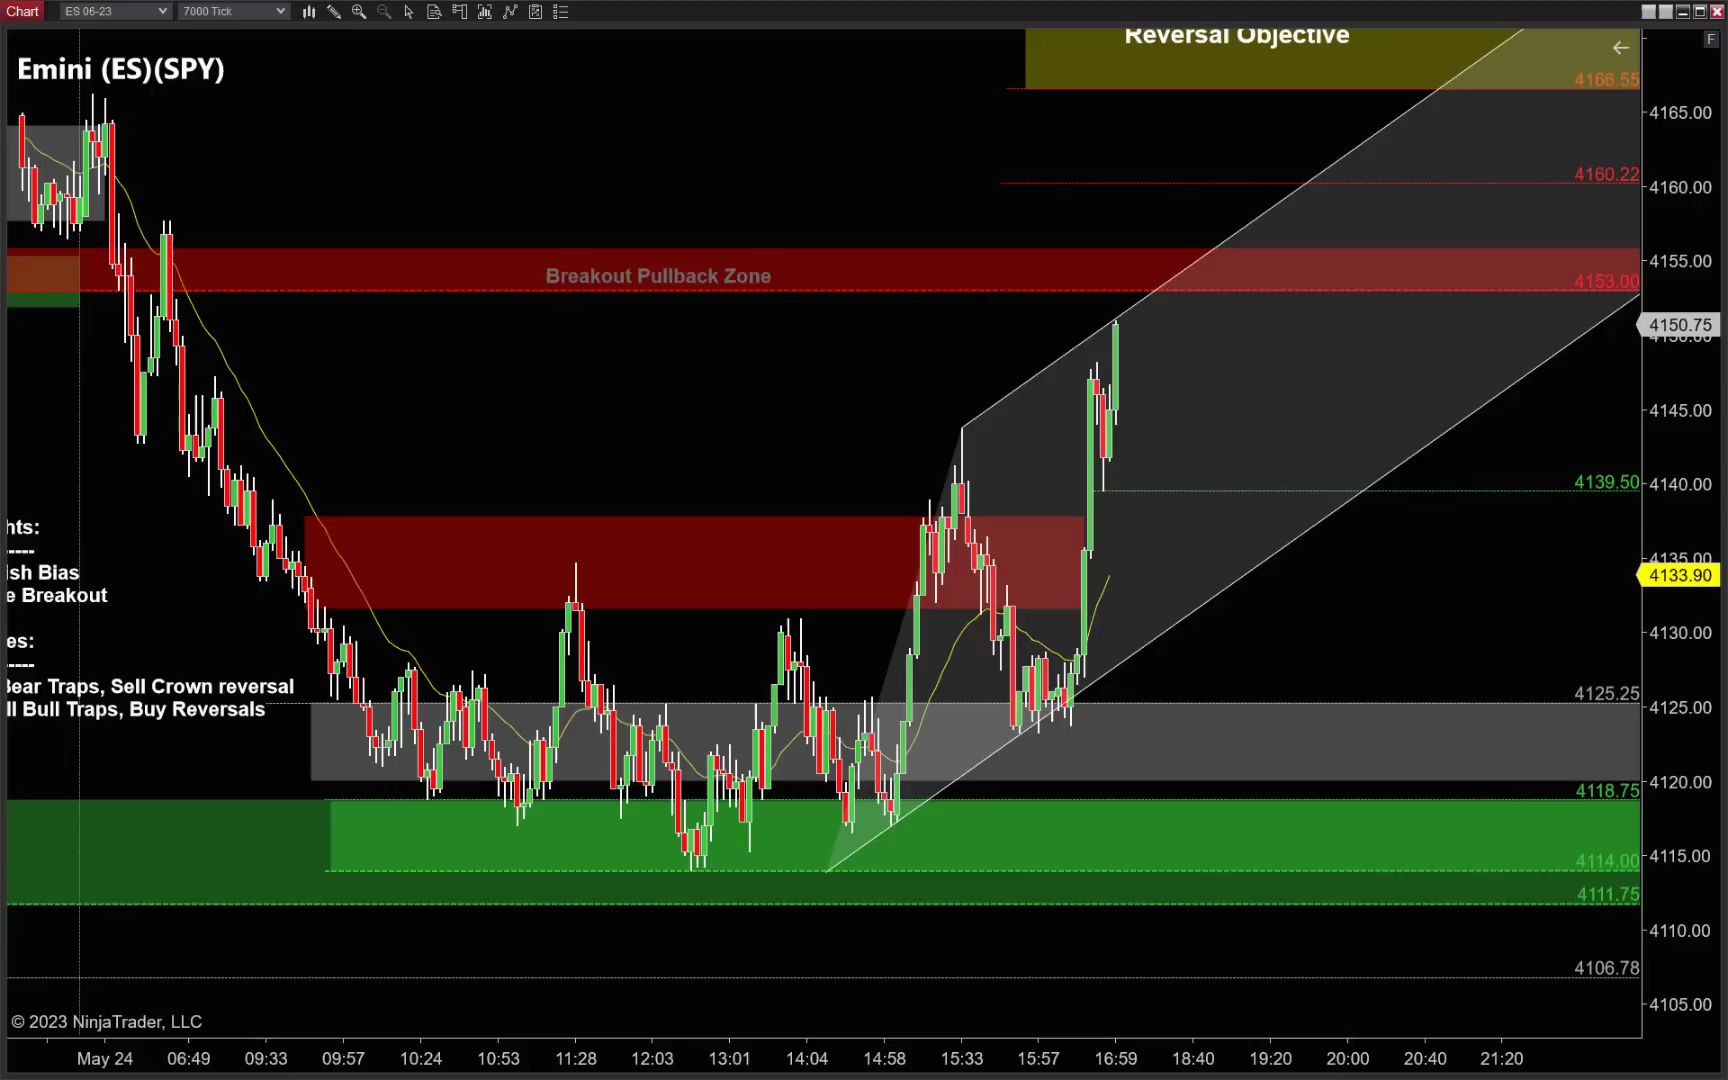 Chart ES 06-23 7000 Tick
Reversal Objective
F
Emini (ES)(SPY)
4166.55
4165.00
4160.22
4160.00
4155.00
Breakout Pullback Zone
4153.00
4150.75
4150.00
4145.00
4139.50
4140.00
hts:
-----
ish Bias
e Breakout
4135.00
4133.90
es:
-----
4130.00
Bear Traps, Sell Crown reversal
ll Bull Traps, Buy Reversals
4125.25
4125.00
4120.00
4118.75
4114.00
4115.00
4111.75
4110.00
4106.78
4105.00
© 2023 NinjaTrader, LLC
May 24 06:49 09:33 09:57 10:24 10:53 11:28 12:03 13:01 14:04 14:58 15:33 15:57 16:59 18:40 19:20 20:00 20:40 21:20